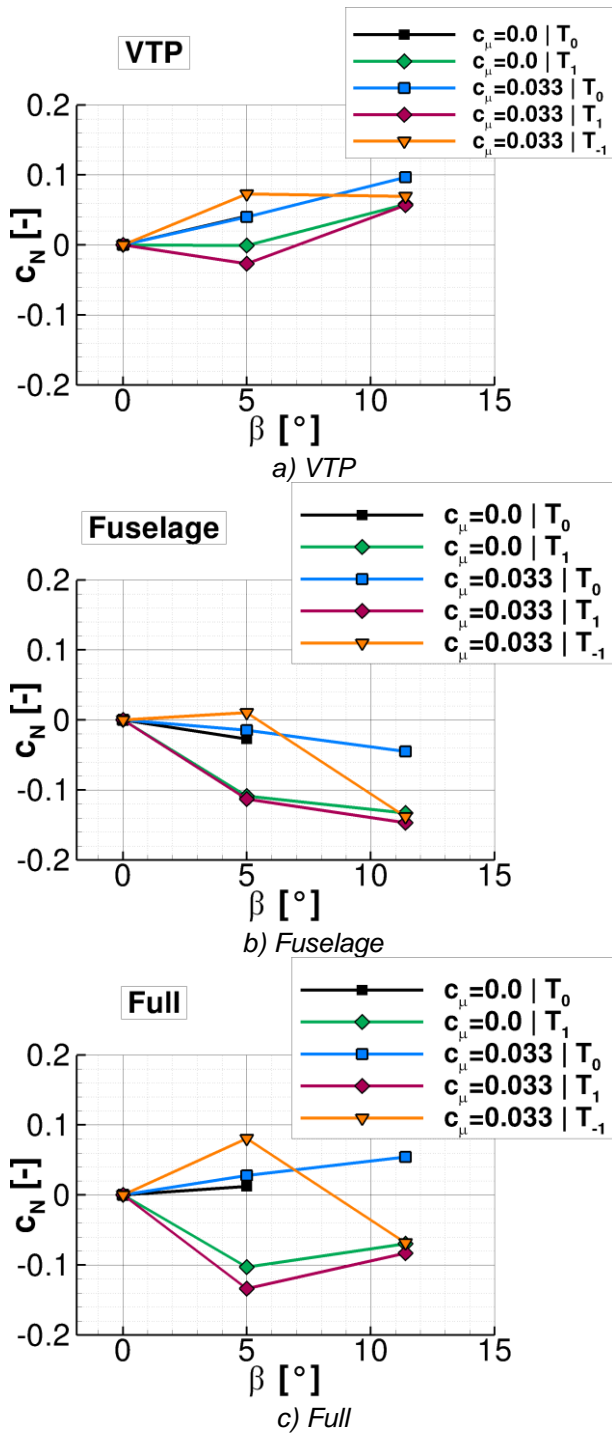 VTP
cμ=0.0 | T0
cμ=0.0 | T1
cμ=0.033 | T0
cμ=0.033 | T1
cμ=0.033 | T-1
0.2
0.1
0
-0.1
-0.2
cN [-]
0 5 10 15
β [°]
a) VTP
Fuselage
cμ=0.0 | T0
cμ=0.0 | T1
cμ=0.033 | T0
cμ=0.033 | T1
cμ=0.033 | T-1
0.2
0.1
0
-0.1
-0.2
cN [-]
0 5 10 15
β [°]
b) Fuselage
Full
cμ=0.0 | T0
cμ=0.0 | T1
cμ=0.033 | T0
cμ=0.033 | T1
cμ=0.033 | T-1
0.2
0.1
0
-0.1
-0.2
cN [-]
0 5 10 15
β [°]
c) Full